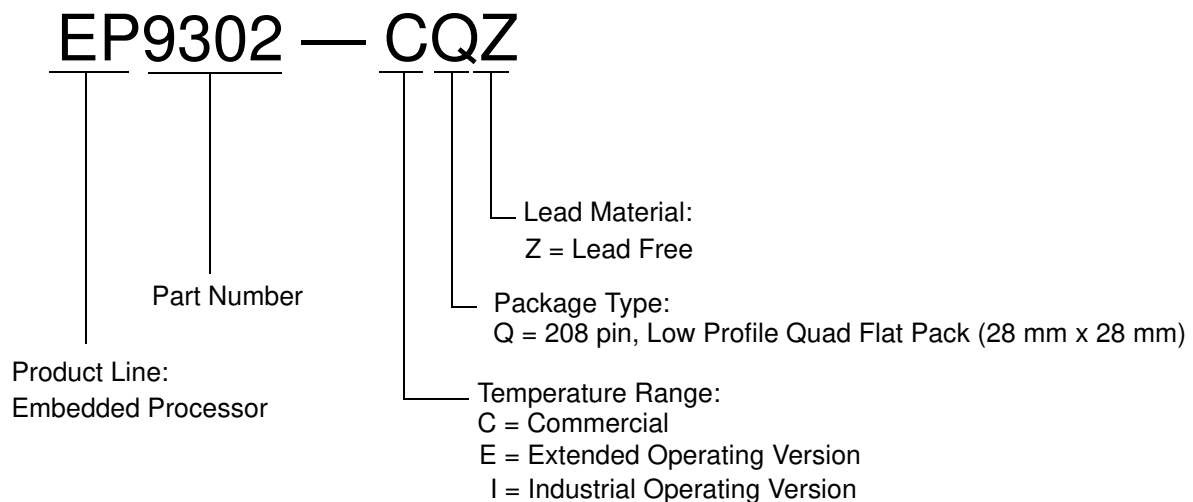 EP9302 — CQZ
Lead Material:
Z = Lead Free
Part Number
Package Type:
Q = 208 pin, Low Profile Quad Flat Pack (28 mm x 28 mm)
Product Line:
Embedded Processor
Temperature Range:
C = Commercial
E = Extended Operating Version
I = Industrial Operating Version